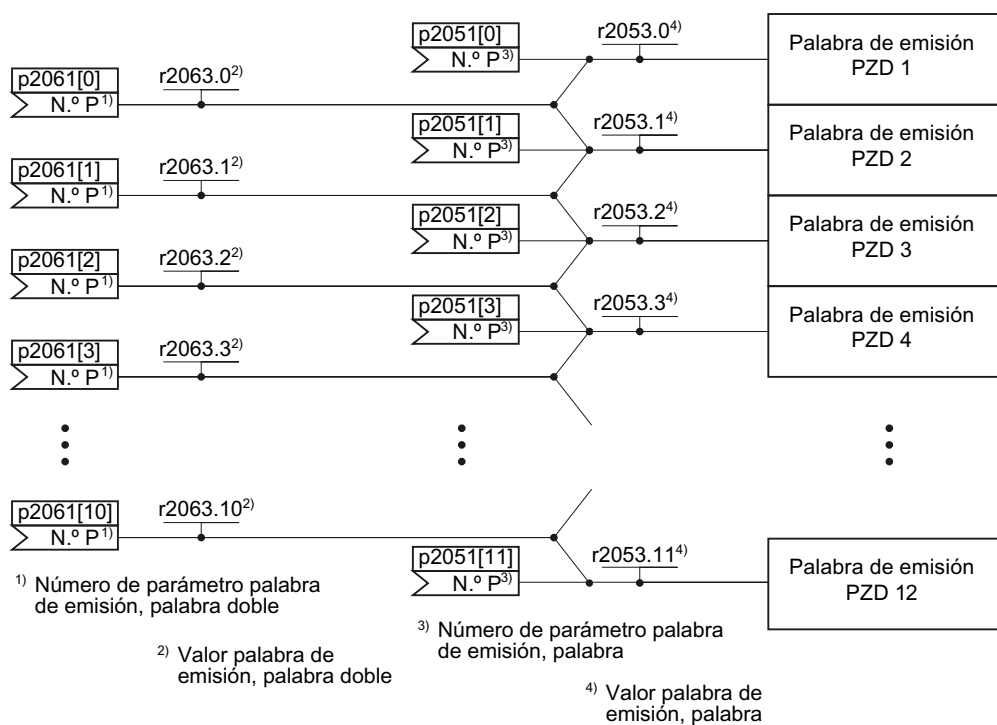 p2051[0]
N.º P3)
r2053.04)
Palabra de emisión
PZD 1
p2061[0]
N.º P1)
r2063.02)
p2051[1]
N.º P3)
r2053.14)
Palabra de emisión
PZD 2
p2061[1]
N.º P1)
r2063.12)
p2051[2]
N.º P3)
r2053.24)
Palabra de emisión
PZD 3
p2061[2]
N.º P1)
r2063.22)
p2051[3]
N.º P3)
r2053.34)
Palabra de emisión
PZD 4
p2061[3]
N.º P1)
r2063.32)
p2061[10]
N.º P1)
r2063.102)
p2051[11]
N.º P3)
r2053.114)
Palabra de emisión
PZD 12
1) Número de parámetro palabra
de emisión, palabra doble
2) Valor palabra de
emisión, palabra doble
3) Número de parámetro palabra
de emisión, palabra
4) Valor palabra de
emisión, palabra